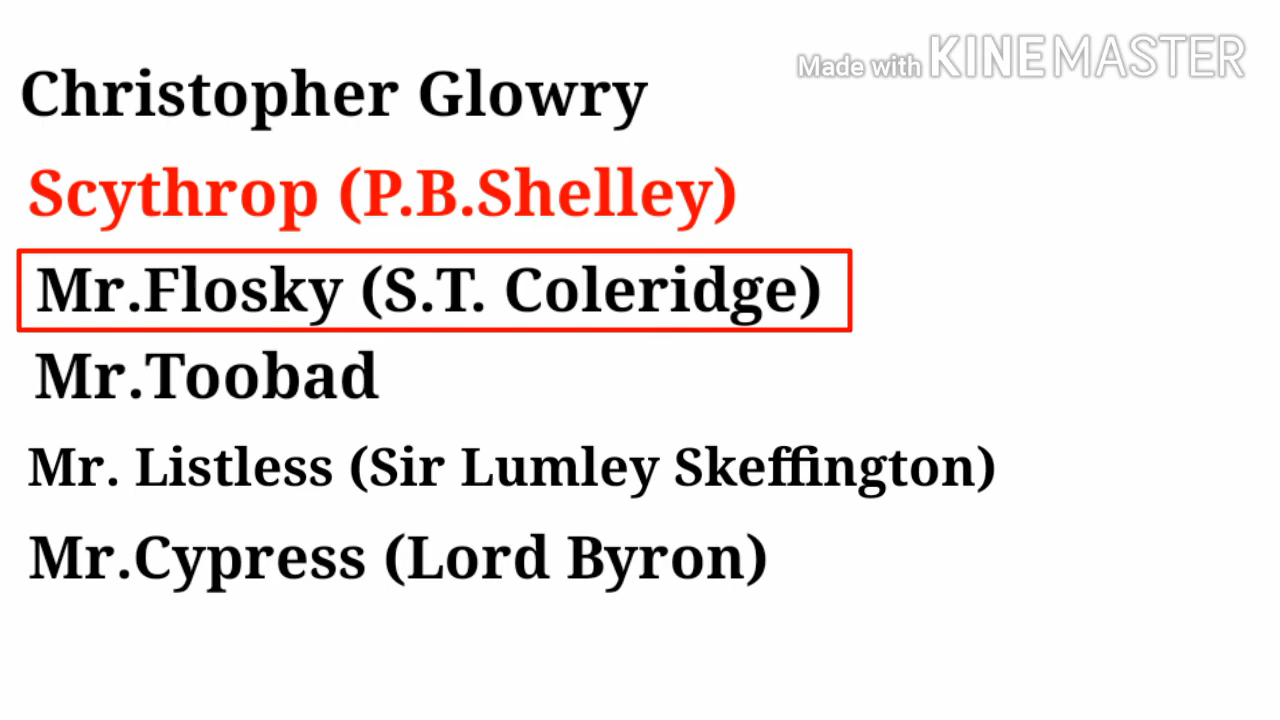 Made with KINEMASTER
Christopher Glowry
Scythrop (P.B.Shelley)
Mr.Flosky (S.T. Coleridge)
Mr.Toobad
Mr. Listless (Sir Lumley Skeffington)
Mr.Cypress (Lord Byron)